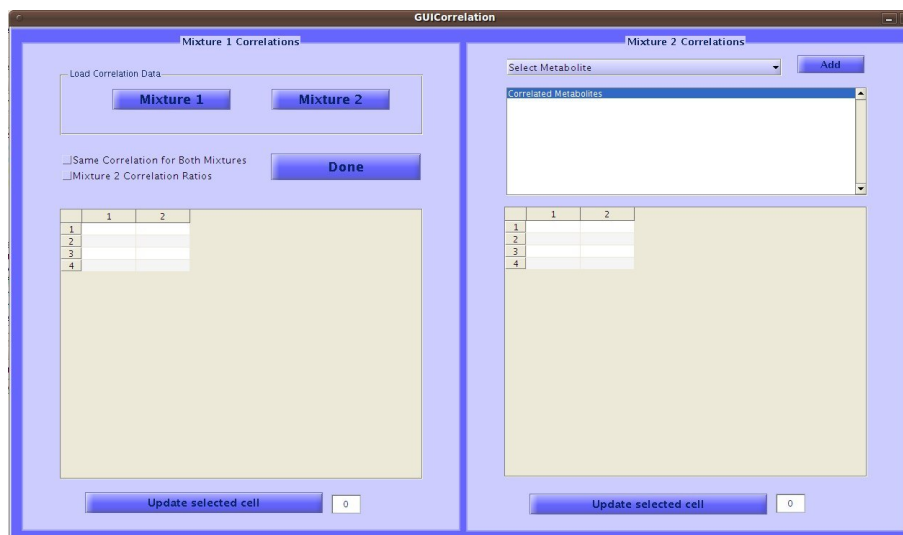 GUICorrelation
Mixture 1 Correlations
Load Correlation Data
Mixture 1 Mixture 2
Same Correlation for Both Mixtures
Mixture 2 Correlation Ratios
Done
1 2
1
2
3
4
Update selected cell 0
Mixture 2 Correlations
Select Metabolite Add
Correlated Metabolites
1 2
1
2
3
4
Update selected cell 0